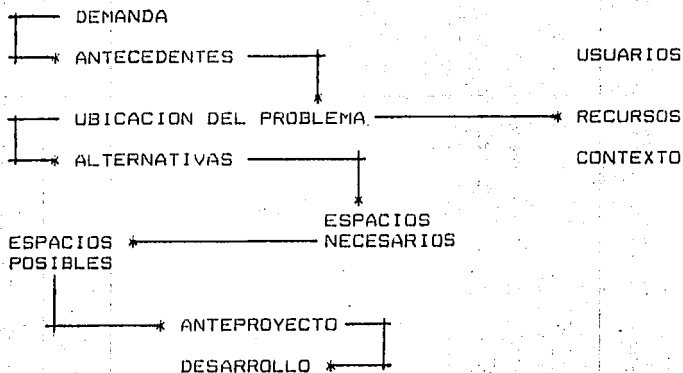 DEMANDA
ANTECEDENTES USUARIOS
UBICACION DEL PROBLEMA RECURSOS
ALTERNATIVAS CONTEXTO
ESPACIOS
NECESARIOS
ESPACIOS
POSIBLES
ANTEPROYECTO
DESARROLLO